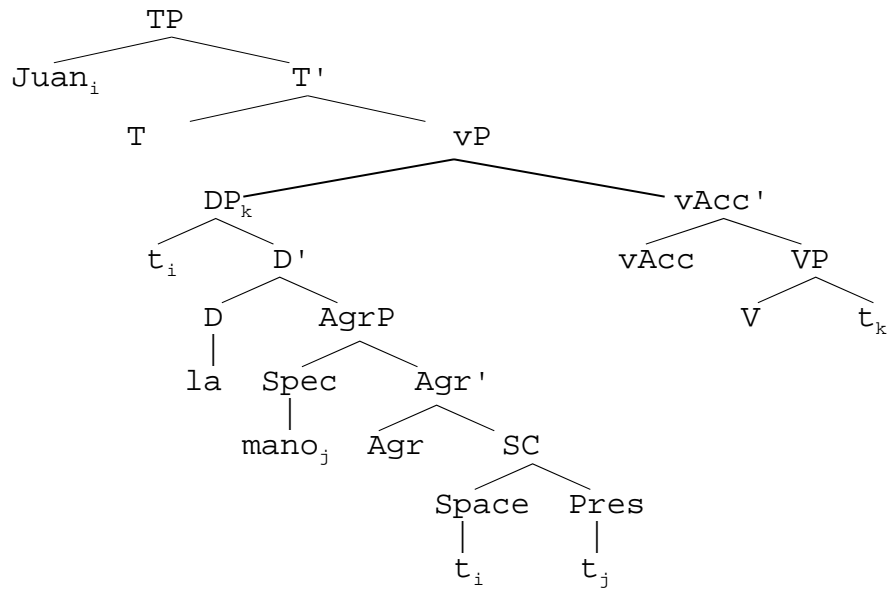 TP
Juanᵢ T'
T vP
DPₖ vAcc'
tᵢ D' vAcc VP
D AgrP V tₖ
la Spec Agr'
manoⱼ Agr SC
Space Pres
tᵢ tⱼ